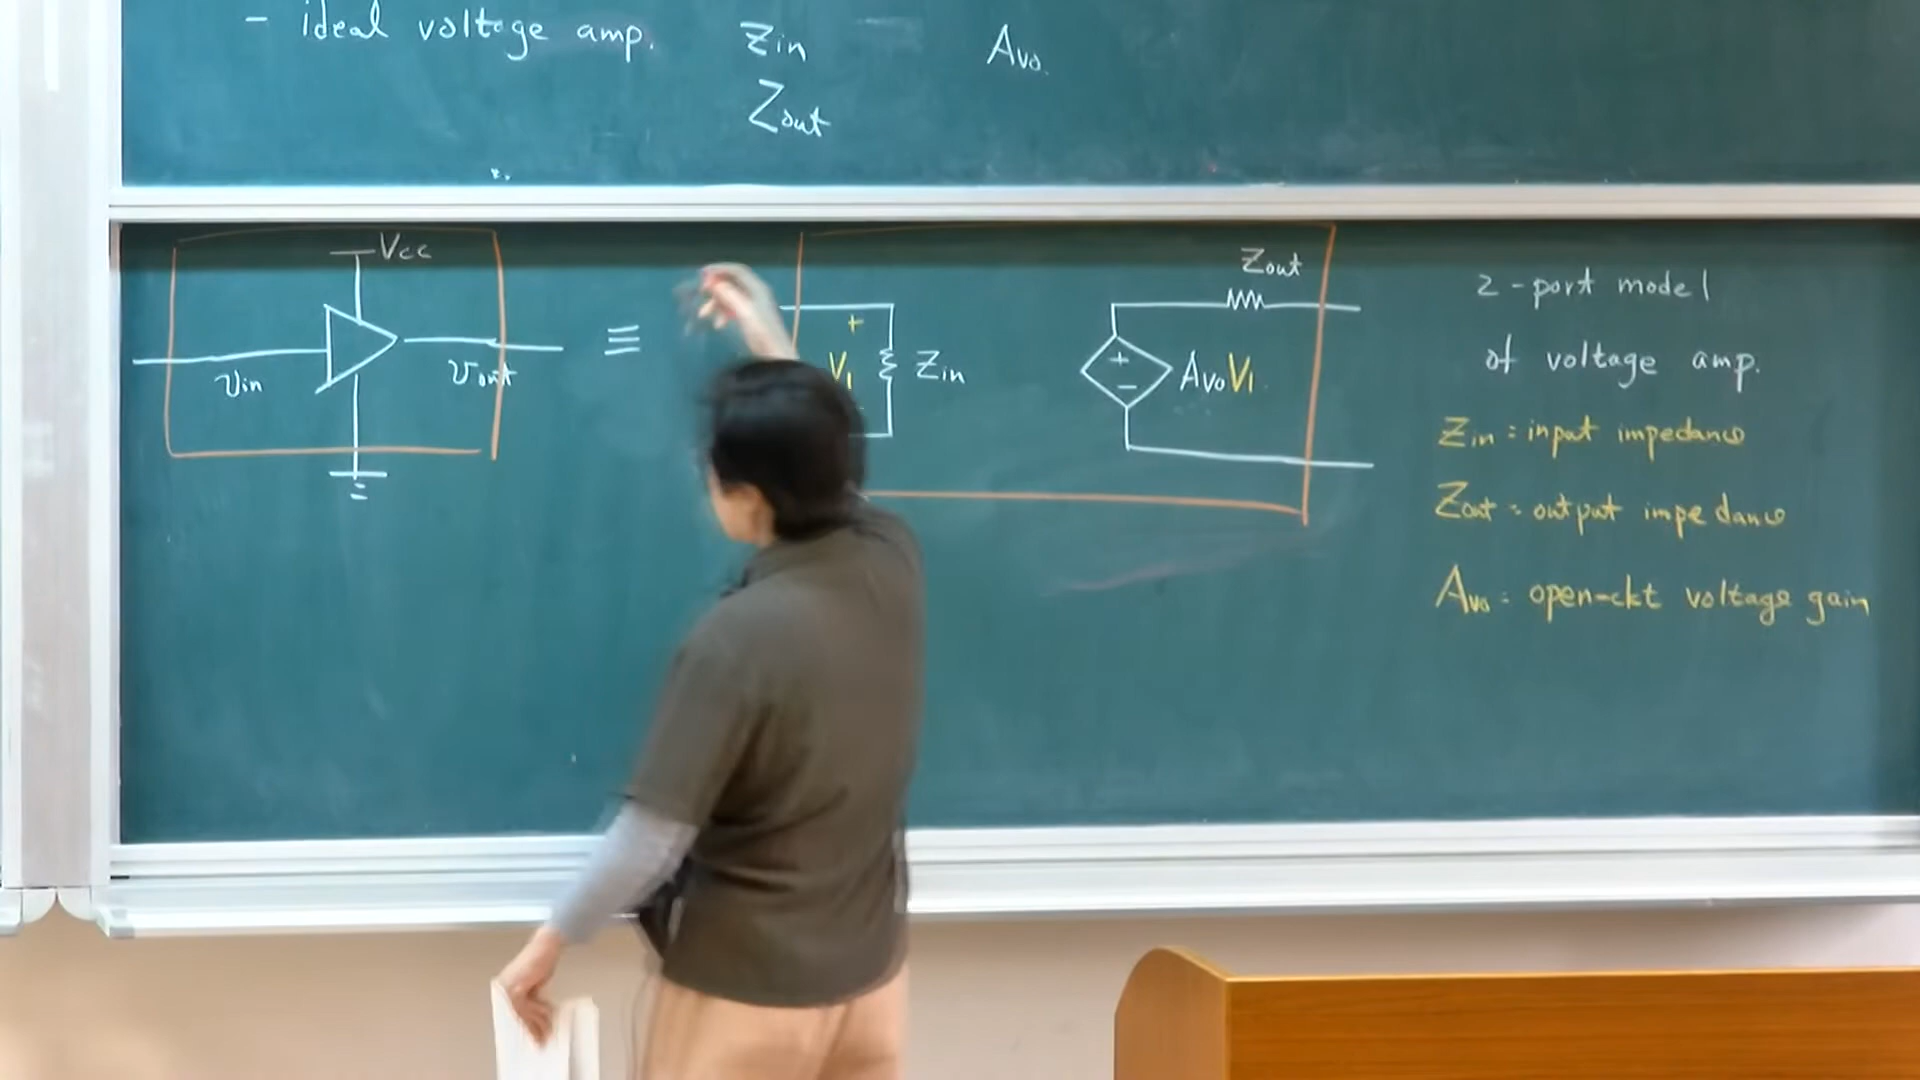 - ideal voltage amp. Zin Avo.
Zout
Vcc
vin
vout
≡
+
V1
Zin
Zout
+
−
AvoV1
2-port model
of voltage amp.
Zin : input impedance
Zout : output impedance
Avo : open-ckt voltage gain